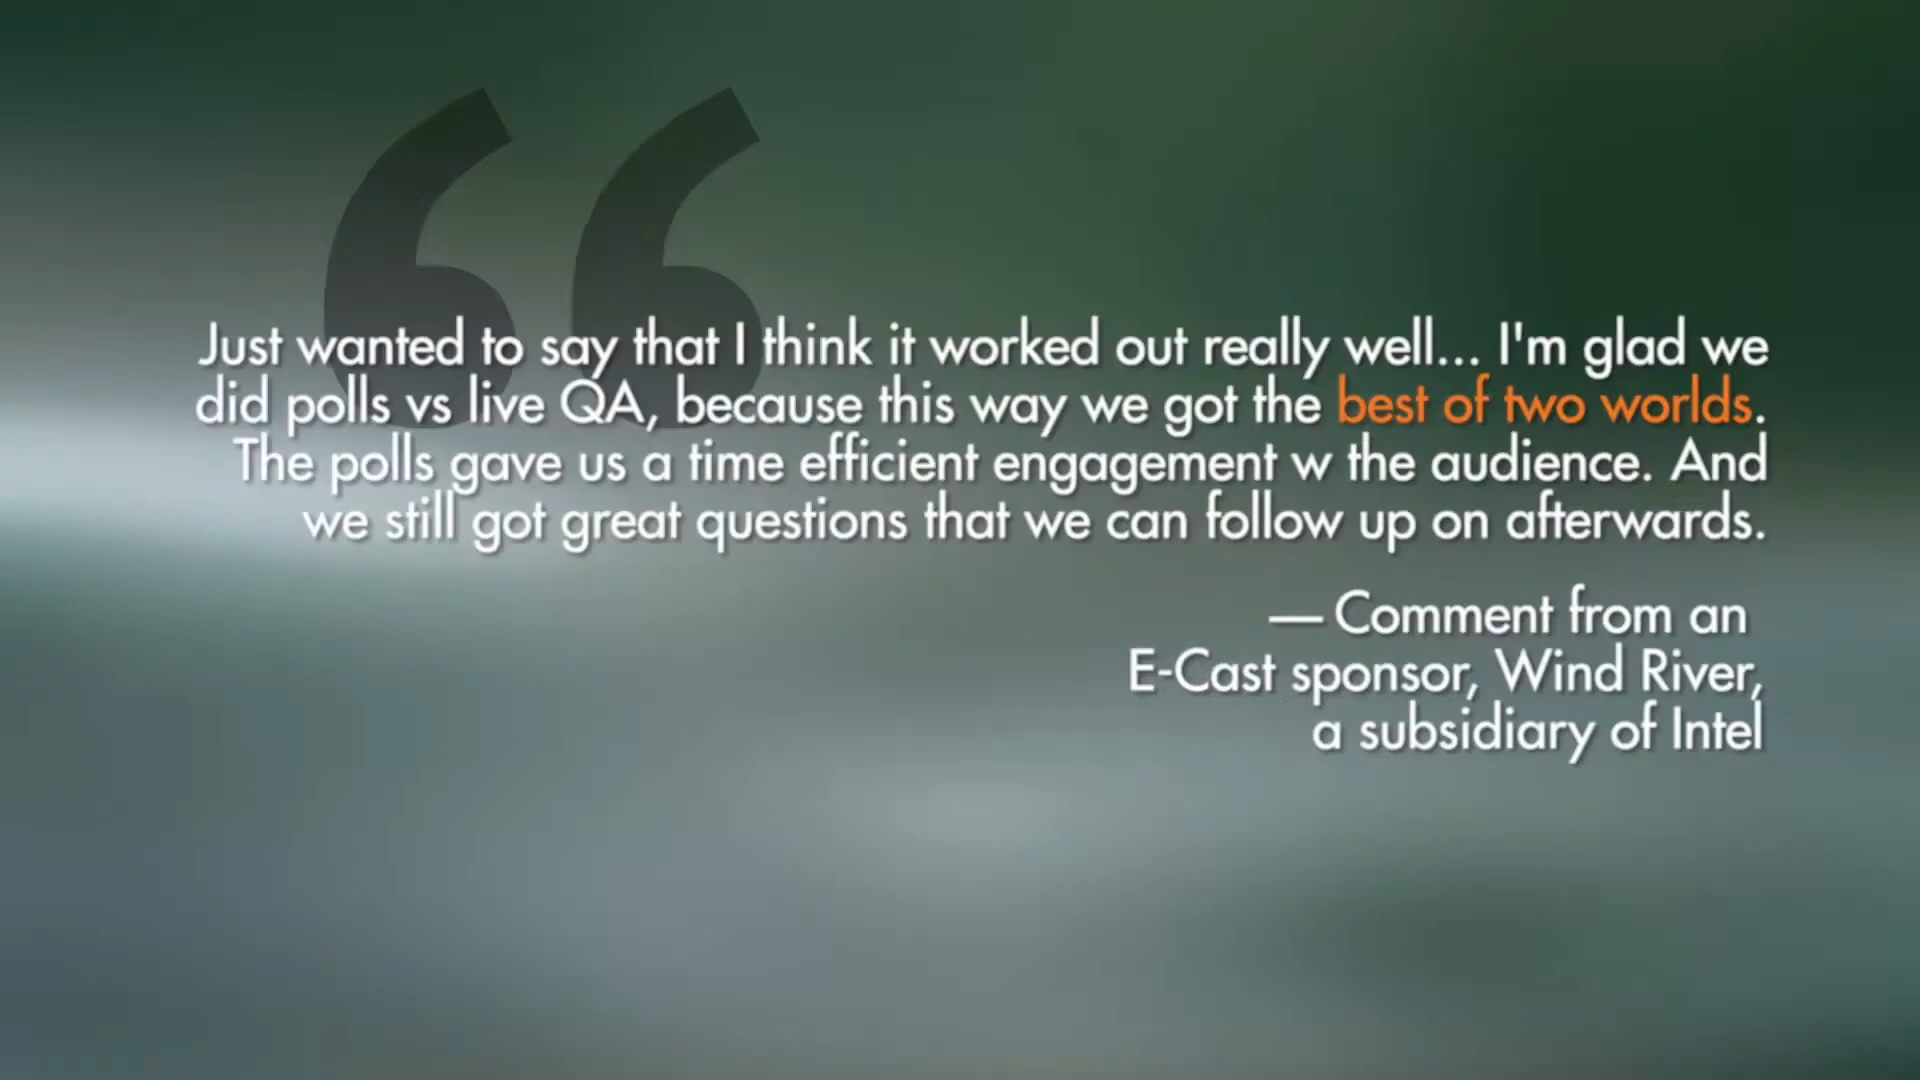 Just wanted to say that I think it worked out really well... I'm glad we
did polls vs live QA, because this way we got the best of two worlds.
The polls gave us a time efficient engagement w the audience. And
we still got great questions that we can follow up on afterwards.
— Comment from an
E-Cast sponsor, Wind River,
a subsidiary of Intel